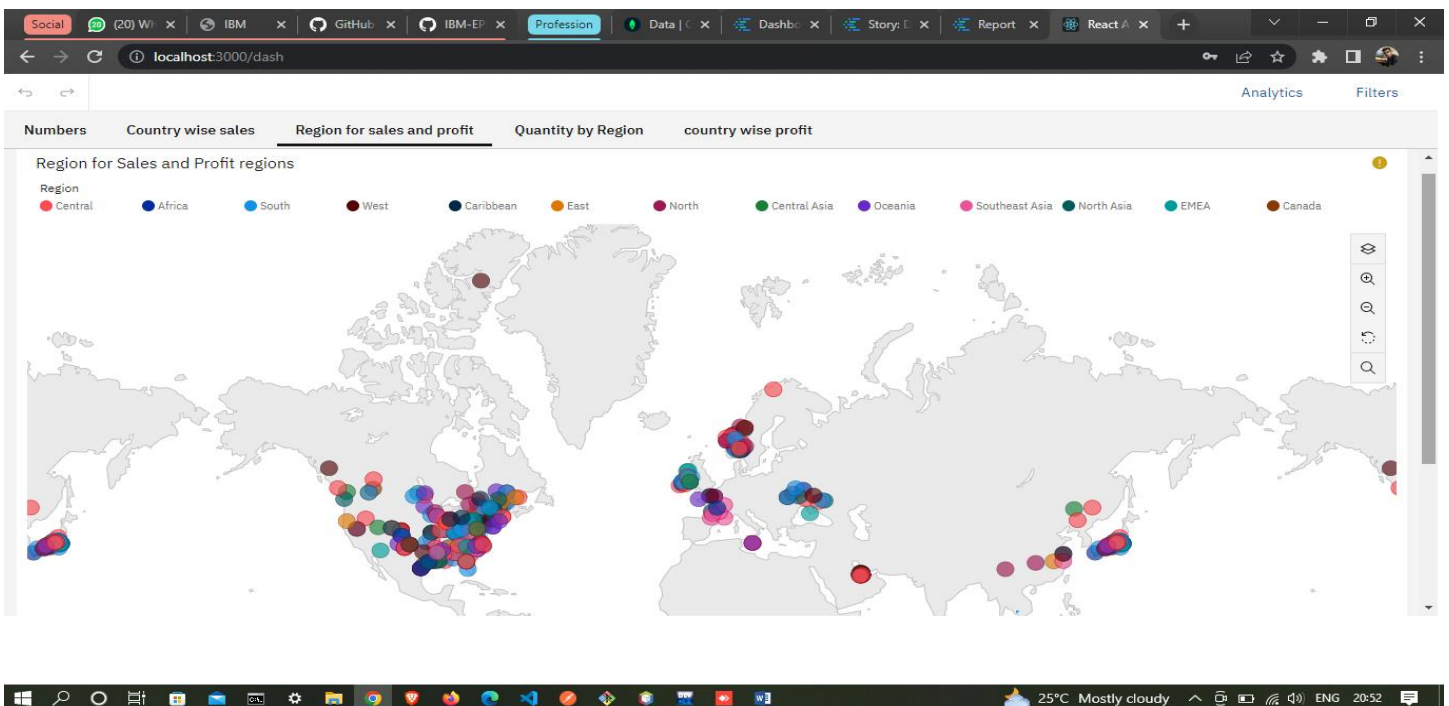 Social (20) Wh IBM GitHub IBM-EP Profession Data | C Dashbo Story: D Report React A
localhost:3000/dash
Analytics Filters
Numbers Country wise sales Region for sales and profit Quantity by Region country wise profit
Region for Sales and Profit regions
Region
Central Africa South West Caribbean East North Central Asia Oceania Southeast Asia North Asia EMEA Canada
25°C Mostly cloudy ENG 20:52